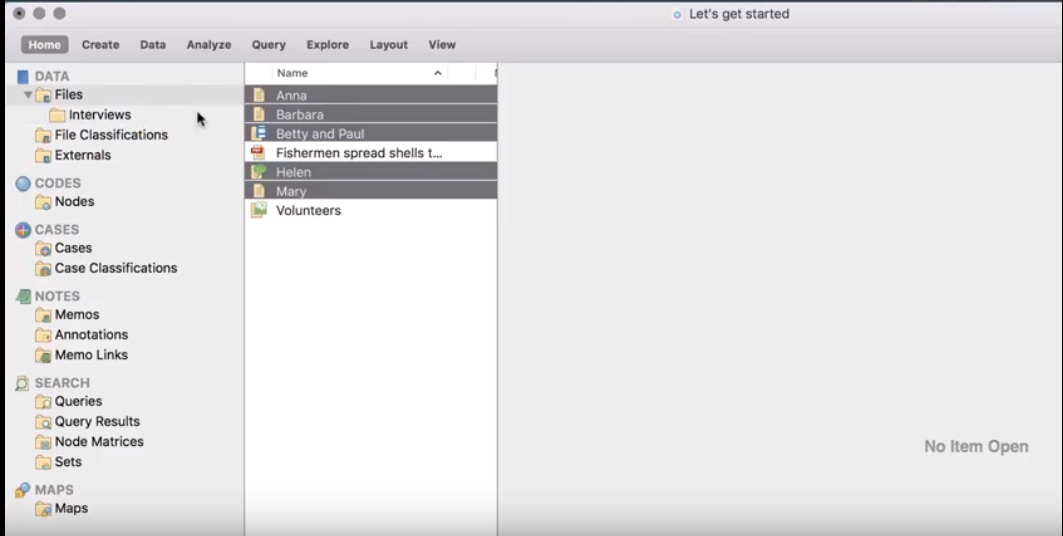 Let's get started
Home Create Data Analyze Query Explore Layout View
DATA
Files
Interviews
File Classifications
Externals
CODES
Nodes
CASES
Cases
Case Classifications
NOTES
Memos
Annotations
Memo Links
SEARCH
Queries
Query Results
Node Matrices
Sets
MAPS
Maps
Name
Anna
Barbara
Betty and Paul
Fishermen spread shells t...
Helen
Mary
Volunteers
No Item Open